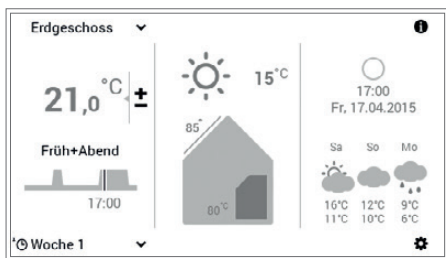 Erdgeschoss
21,0 °C ±
Früh+Abend
17:00
Woche 1
15°C
85°
80°C
17:00
Fr, 17.04.2015
Sa So Mo
16°C 12°C 9°C
11°C 10°C 6°C